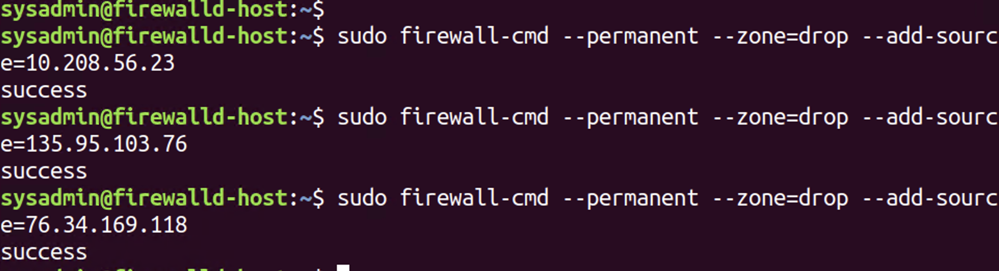 sysadmin@firewalld-host:~$
sysadmin@firewalld-host:~$ sudo firewall-cmd --permanent --zone=drop --add-sourc
e=10.208.56.23
success
sysadmin@firewalld-host:~$ sudo firewall-cmd --permanent --zone=drop --add-sourc
e=135.95.103.76
success
sysadmin@firewalld-host:~$ sudo firewall-cmd --permanent --zone=drop --add-sourc
e=76.34.169.118
success